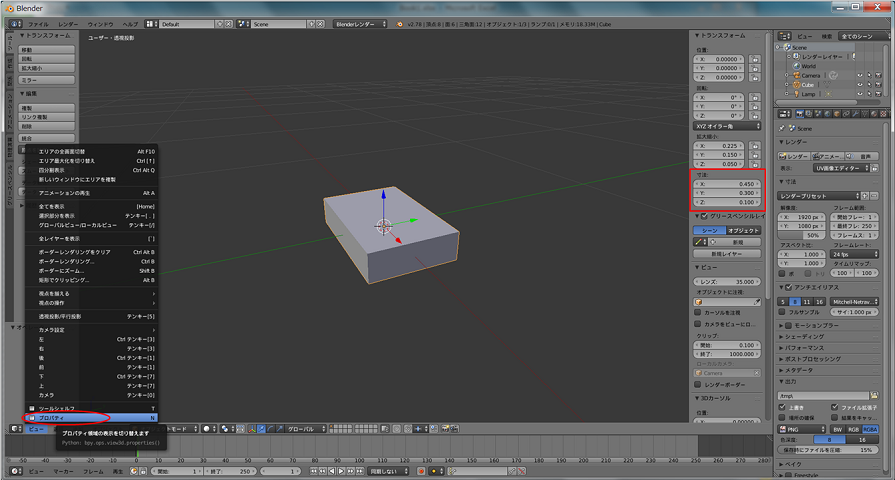 Blender
ファイル レンダー ウィンドウ ヘルプ Default Scene Blenderレンダー v2.78 | 頂点:8 | 面:6 | 三角面:12 | オブジェクト:1/3 | ランプ:0/1 | メモリ:18.33M | Cube
▼トランスフォーム
移動
回転
拡大縮小
ミラー
▼編集
複製
リンク複製
削除
統合
ユーザー・透視投影
エリアの全画面切替 Alt F10
エリア最大化を切り替え Ctrl [↑]
四分割表示 Ctrl Alt Q
新しいウィンドウにエリアを複製
アニメーションの再生 Alt A
全てを表示 [Home]
選択部分を表示 テンキー[.]
グローバルビュー/ローカルビュー テンキー[/]
全レイヤーを表示 [`]
ボーダーレンダリングをクリア Ctrl Alt B
ボーダーレンダリング... Ctrl B
ボーダーにズーム... Shift B
矩形でクリッピング... Alt B
視点を揃える
視点の操作
透視投影/平行投影 テンキー[5]
カメラ設定
左 Ctrl テンキー[3]
右 テンキー[3]
後 Ctrl テンキー[1]
前 テンキー[1]
下 Ctrl テンキー[7]
上 テンキー[7]
カメラ テンキー[0]
ツールシェルフ T
プロパティ N
プロパティ領域の表示を切り替えます
Python: bpy.ops.view3d.properties()
ビュー モード グローバル
▼トランスフォーム
位置:
X: 0.00000
Y: 0.00000
Z: 0.00000
回転:
X: 0°
Y: 0°
Z: 0°
XYZ オイラー角
拡大縮小:
X: 0.225
Y: 0.150
Z: 0.050
寸法:
X: 0.450
Y: 0.300
Z: 0.100
▼グリースペンシルレイ
シーン オブジェクト
新規
新規レイヤー
▼ビュー
レンズ: 35.000
オブジェクトに注視:
カーソルを注視
カメラをビューにロ...
クリップ:
開始: 0.100
終了: 1000.000
ローカルカメラ
Camera
レンダーボーダー
▼3Dカーソル
ビュー 検索 全てのシーン
Scene
レンダーレイヤー
World
Camera
Cube
Lamp
Scene
▼レンダー
レンダー アニメー... 音声
表示: UV画像エディター
▼寸法
レンダープリセット
解像度: フレーム範囲:
X: 1920 px 開始フレー: 1
Y: 1080 px 最終フレ: 250
50% フレームス: 1
アスペクト比: フレームレート:
X: 1.000 24 fps
Y: 1.000 タイムリマップ:
ボ トリ 100 100
▼アンチエイリアス
5 8 11 16 Mitchell-Netrav...
フルサンプル サイ: 1.000 px
モーションブラー
シェーディング
パフォーマンス
ポストプロセッシング
メタデータ
▼出力
/tmp\
上書き ファイル拡張子
場所の確保 結果をキャッ...
PNG BW RGB RGBA
色深度: 8 16
保存時にファイルを圧縮: 15%
ベイク
Freestyle
ビュー マーカー フレーム 再生 開始: 1 終了: 250 1 同期しない